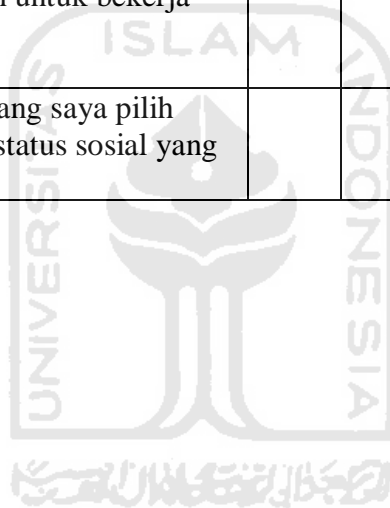 untuk bekerja
ISLAM
ang saya pilih
status sosial yang
UNIVERSITAS
INDONESIA